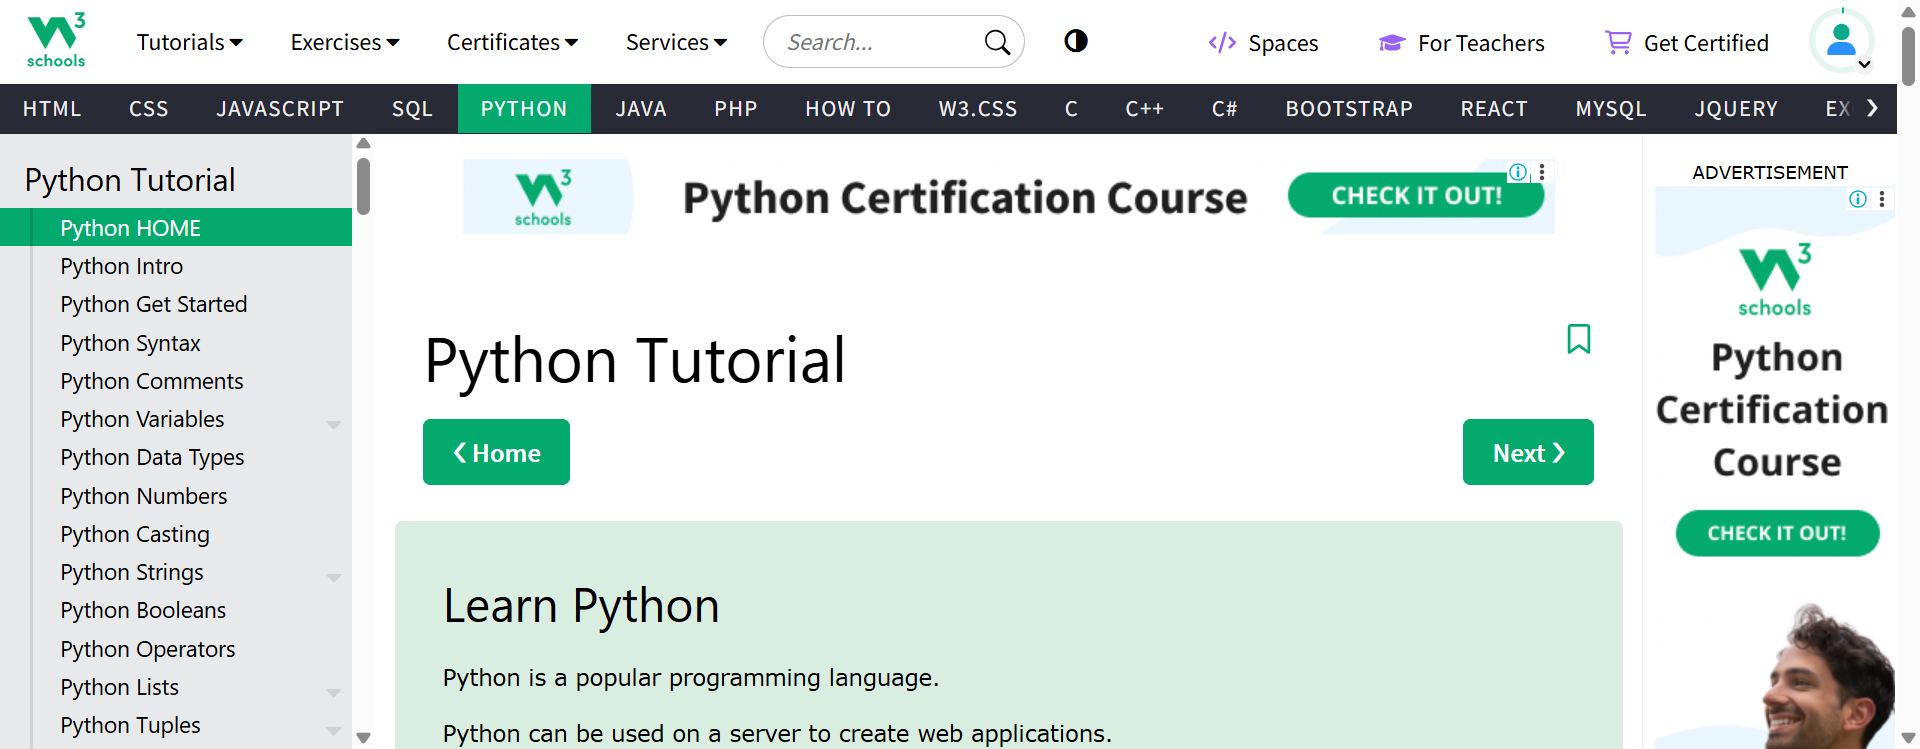 W3 schools
Tutorials Exercises Certificates Services Search... Spaces For Teachers Get Certified
HTML CSS JAVASCRIPT SQL PYTHON JAVA PHP HOW TO W3.CSS C C++ C# BOOTSTRAP REACT MYSQL JQUERY EX
Python Tutorial
Python HOME
Python Intro
Python Get Started
Python Syntax
Python Comments
Python Variables
Python Data Types
Python Numbers
Python Casting
Python Strings
Python Booleans
Python Operators
Python Lists
Python Tuples
W3 schools
Python Certification Course
CHECK IT OUT!
Python Tutorial
❮ Home
Next ❯
Learn Python
Python is a popular programming language.
Python can be used on a server to create web applications.
ADVERTISEMENT
W3 schools
Python
Certification
Course
CHECK IT OUT!